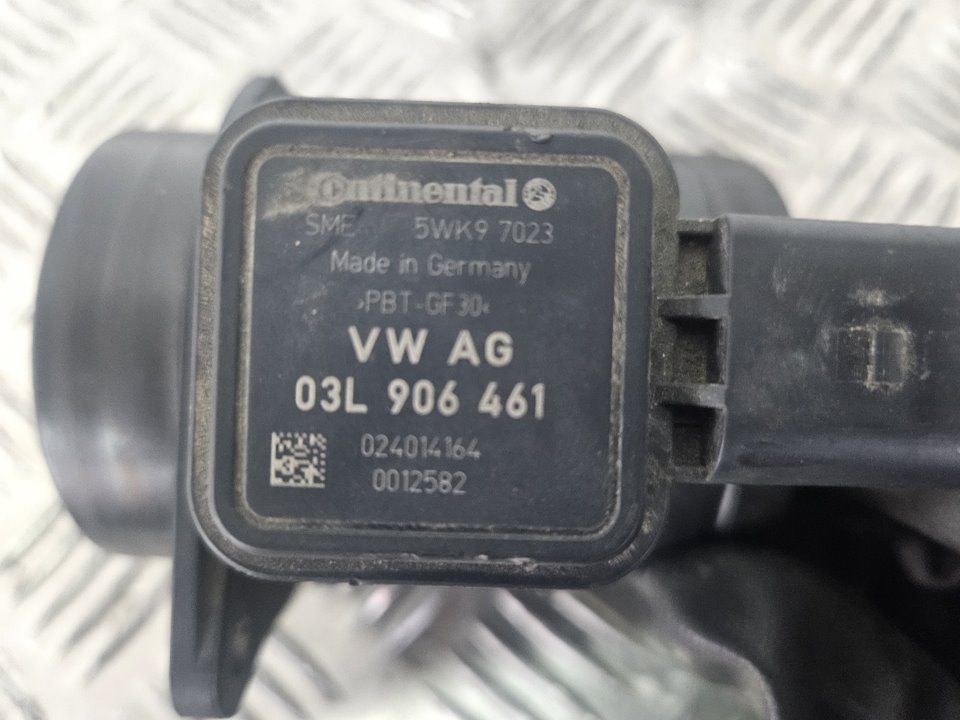 Continental
SME 5WK9 7023
Made in Germany
>PBT-GF30<
VW AG
03L 906 461
024014164
0012582